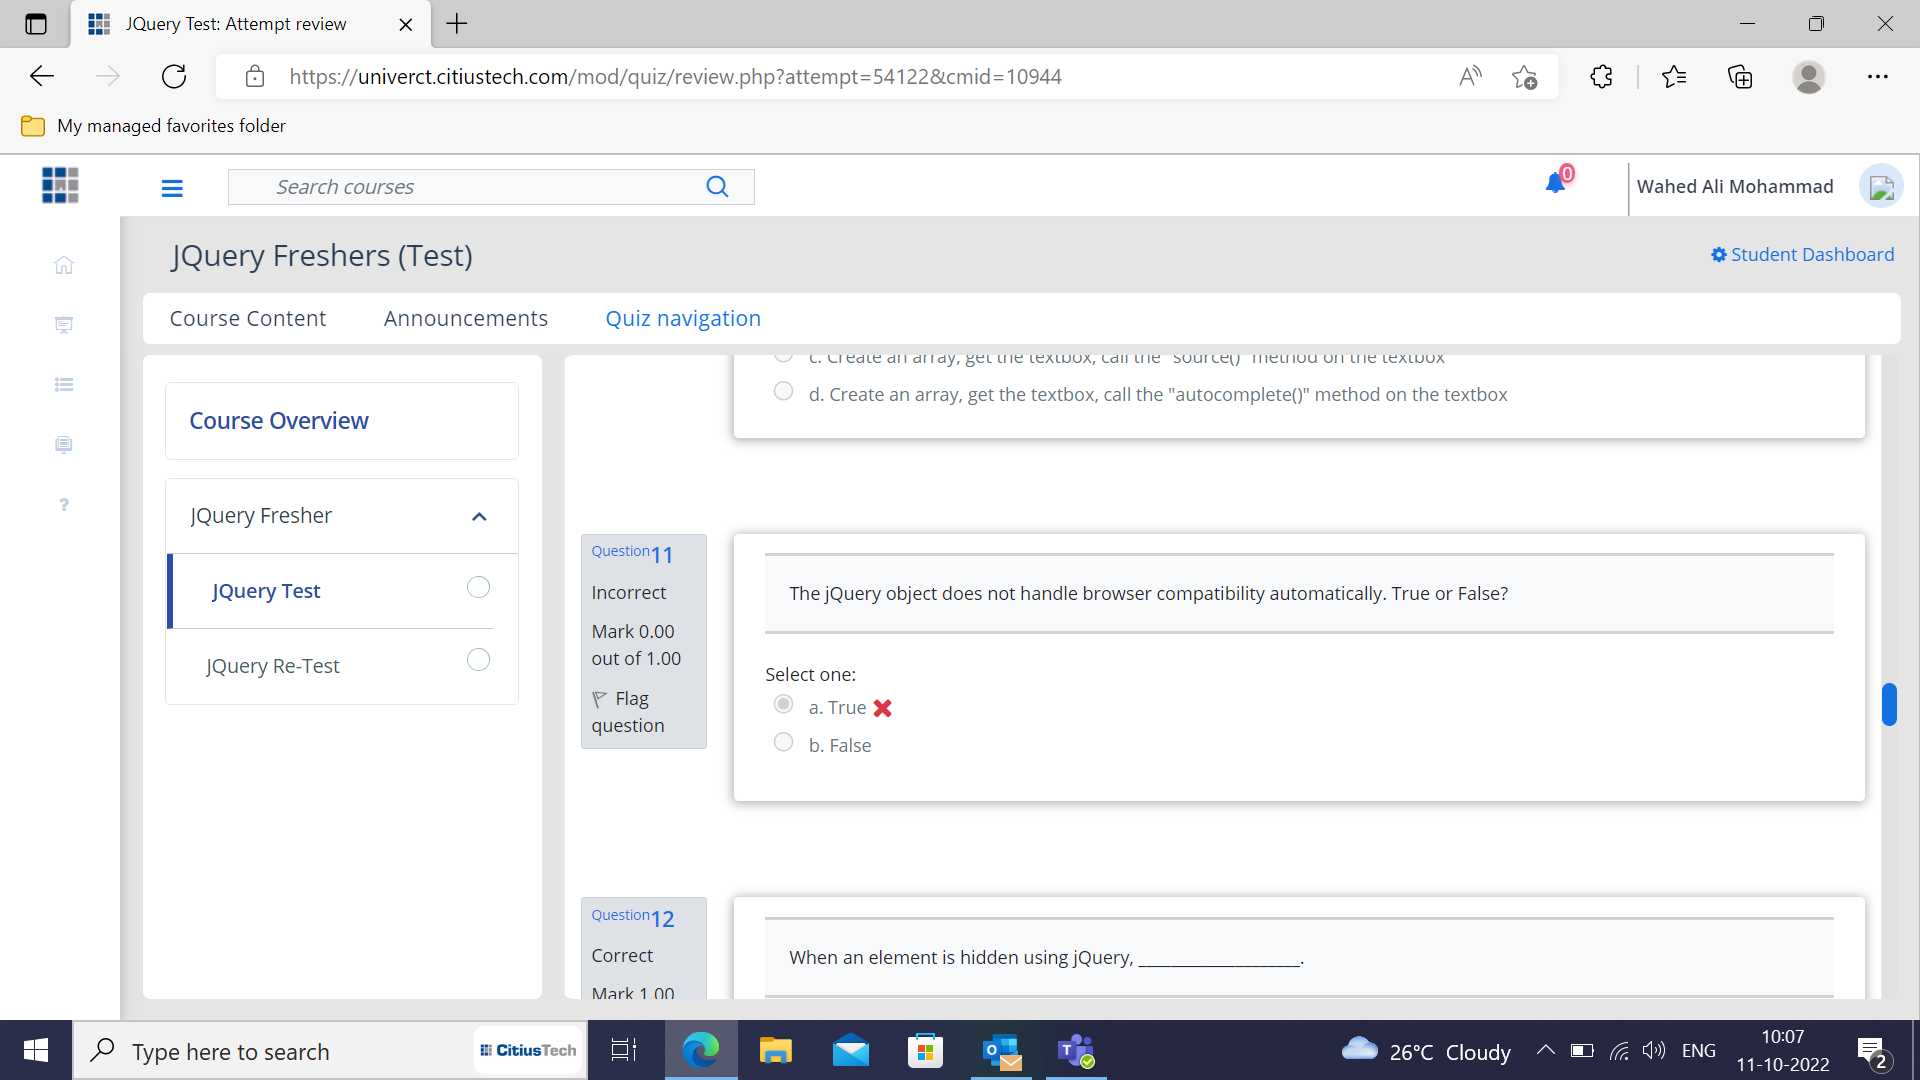 JQuery Test: Attempt review
https://univerct.citiustech.com/mod/quiz/review.php?attempt=54122&cmid=10944
My managed favorites folder
Search courses
0
Wahed Ali Mohammad
JQuery Freshers (Test)
Student Dashboard
Course Content
Announcements
Quiz navigation
Course Overview
JQuery Fresher
JQuery Test
JQuery Re-Test
c. Create an array, get the textbox, call the "source()" method on the textbox
d. Create an array, get the textbox, call the "autocomplete()" method on the textbox
Question 11
Incorrect
Mark 0.00
out of 1.00
Flag
question
The jQuery object does not handle browser compatibility automatically. True or False?
Select one:
a. True
b. False
Question 12
Correct
Mark 1.00
When an element is hidden using jQuery, ____________________.
Type here to search
CitiusTech
26°C Cloudy
ENG
10:07
11-10-2022
2